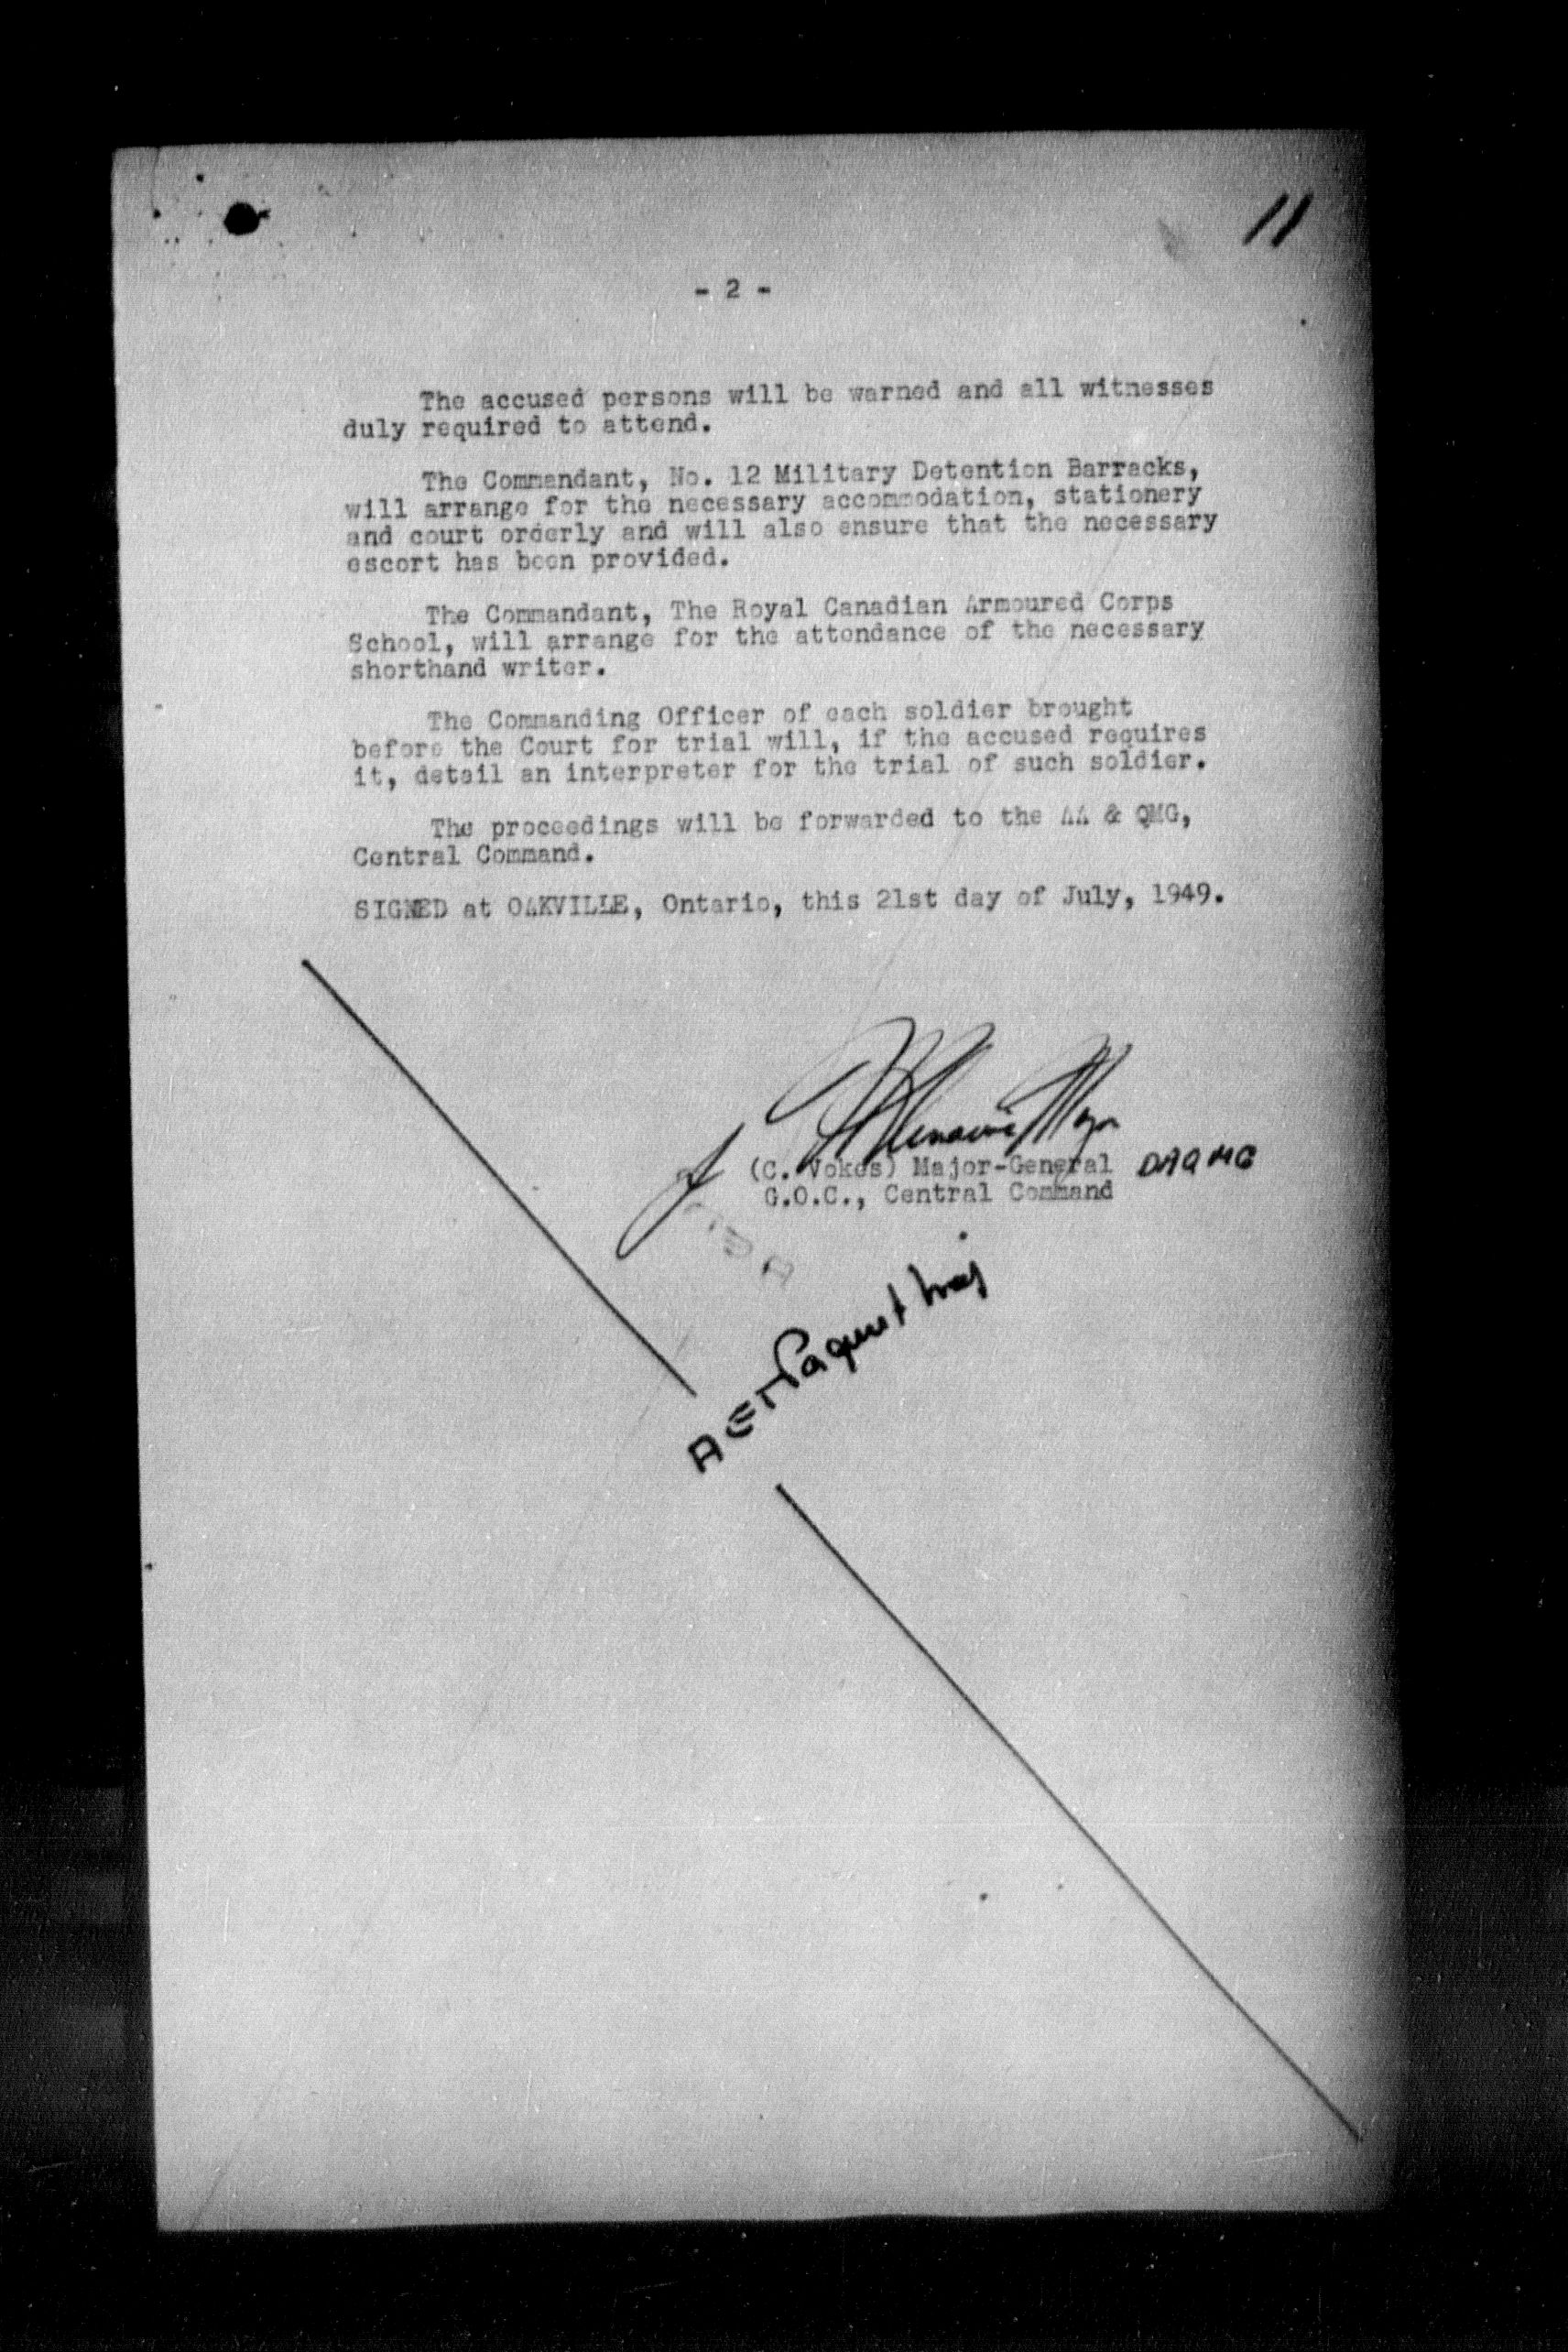 11
- 2 -
The accused persons will be warned and all witnesses
duly required to attend.
The Commandant, No. 12 Military Detention Barracks,
will arrange for the necessary accommodation, stationery
and court orderly and will also ensure that the necessary
escort has been provided.
The Commandant, The Royal Canadian Armoured Corps
School, will arrange for the attendance of the necessary
shorthand writer.
The Commanding Officer of each soldier brought
before the Court for trial will, if the accused requires
it, detail an interpreter for the trial of such soldier.
The proceedings will be forwarded to the AA & QMG,
Central Command.
SIGNED at OAKVILLE, Ontario, this 21st day of July, 1949.
(C. Vokes) Major-General DAQMG
G.O.C., Central Command
Paquet Maj